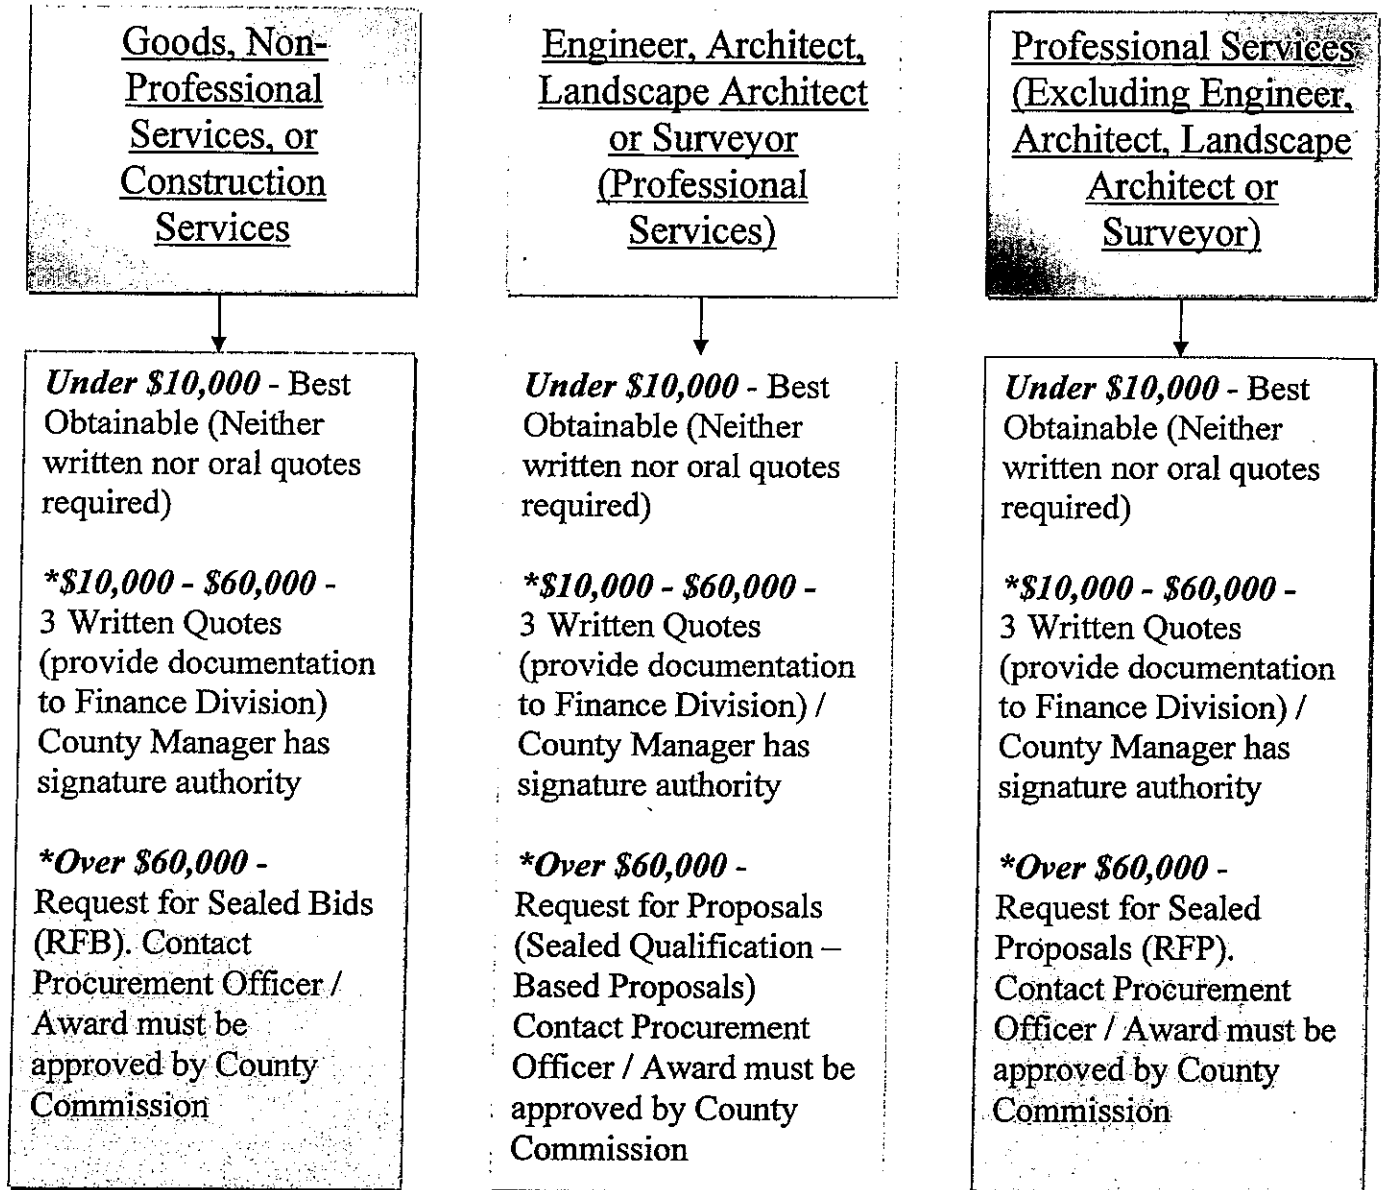 Goods, Non-
Professional
Services, or
Construction
Services
Under $10,000 - Best
Obtainable (Neither
written nor oral quotes
required)
*$10,000 - $60,000 -
3 Written Quotes
(provide documentation
to Finance Division)
County Manager has
signature authority
*Over $60,000 -
Request for Sealed Bids
(RFB). Contact
Procurement Officer /
Award must be
approved by County
Commission
Engineer, Architect,
Landscape Architect
or Surveyor
(Professional
Services)
Under $10,000 - Best
Obtainable (Neither
written nor oral quotes
required)
*$10,000 - $60,000 -
3 Written Quotes
(provide documentation
to Finance Division) /
County Manager has
signature authority
*Over $60,000 -
Request for Proposals
(Sealed Qualification –
Based Proposals)
Contact Procurement
Officer / Award must be
approved by County
Commission
Professional Services
(Excluding Engineer,
Architect, Landscape
Architect or
Surveyor)
Under $10,000 - Best
Obtainable (Neither
written nor oral quotes
required)
*$10,000 - $60,000 -
3 Written Quotes
(provide documentation
to Finance Division) /
County Manager has
signature authority
*Over $60,000 -
Request for Sealed
Proposals (RFP).
Contact Procurement
Officer / Award must be
approved by County
Commission